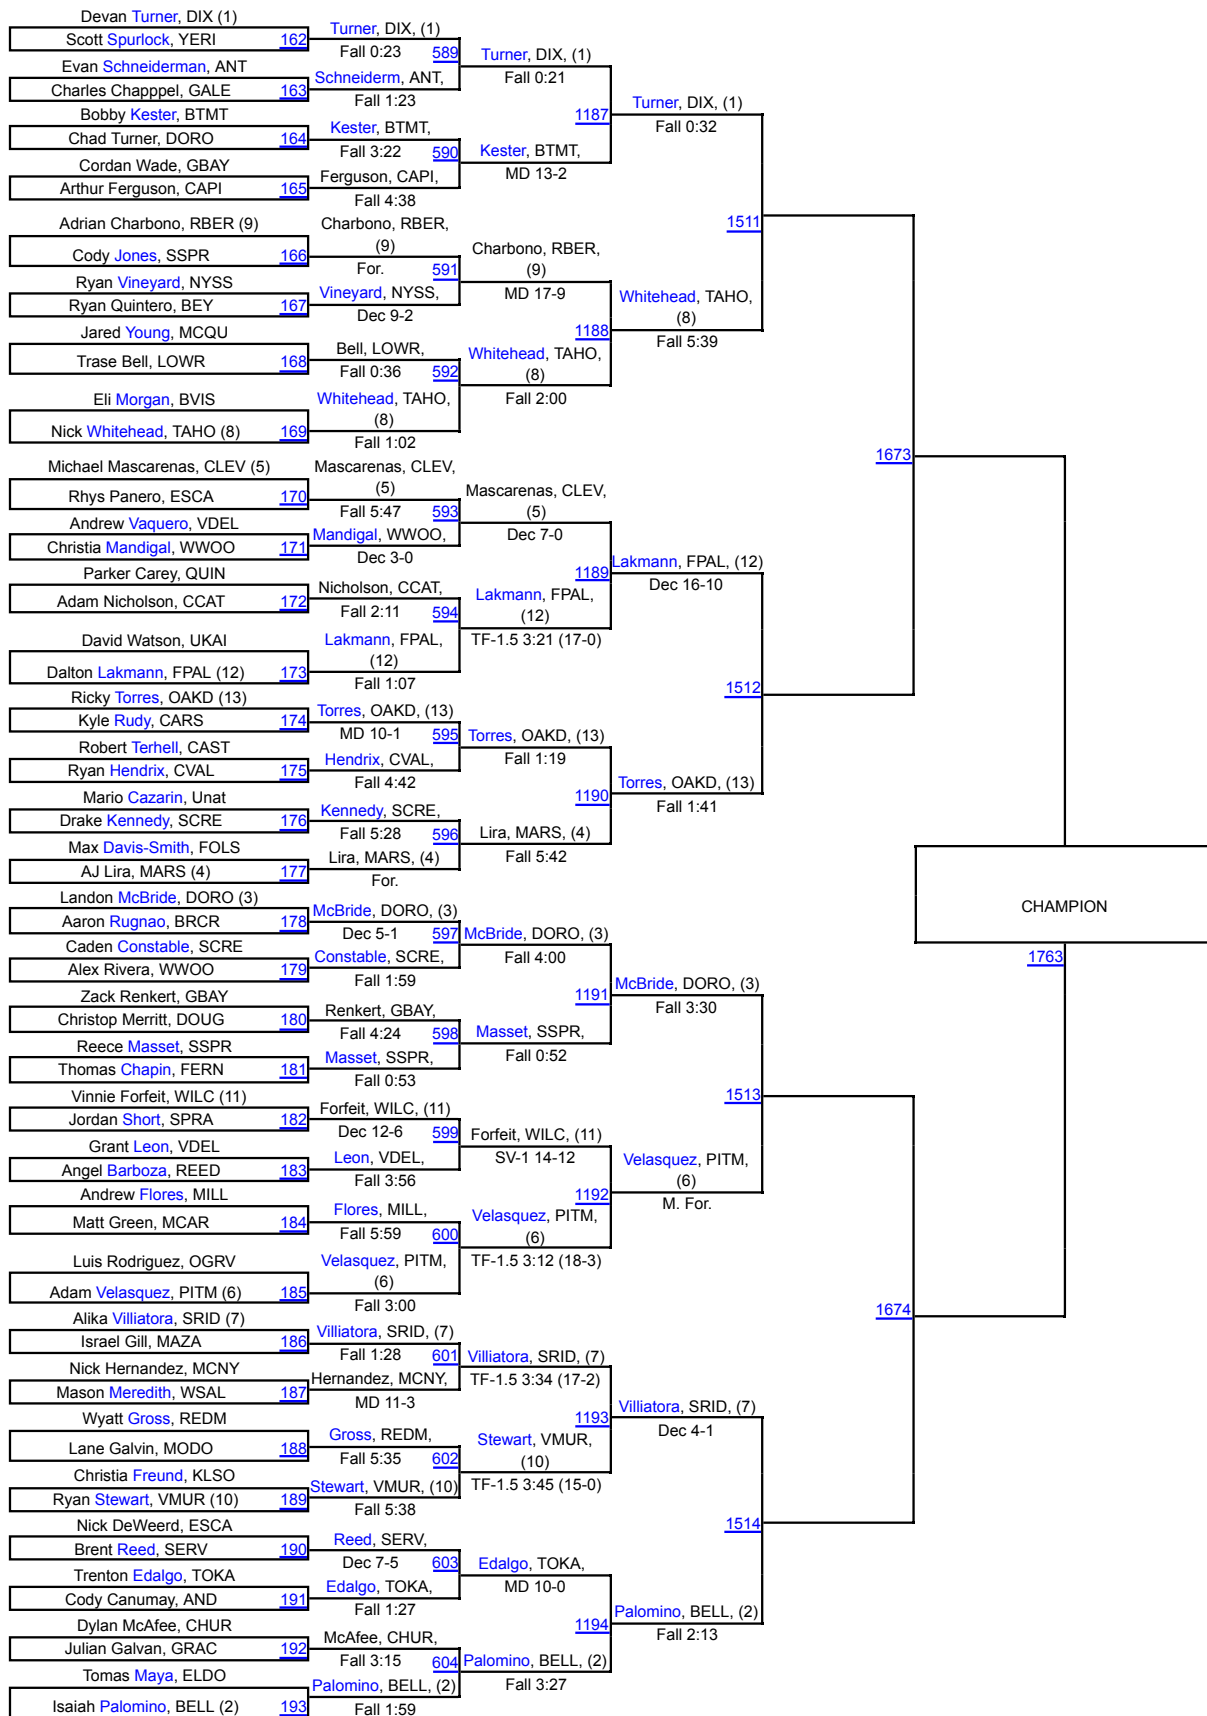 Devan Turner, DIX (1)
Scott Spurlock, YERI 162
Evan Schneiderman, ANT
Charles Chapppel, GALE 163
Bobby Kester, BTMT
Chad Turner, DORO 164
Cordan Wade, GBAY
Arthur Ferguson, CAPI 165
Adrian Charbono, RBER (9)
Cody Jones, SSPR 166
Ryan Vineyard, NYSS
Ryan Quintero, BEY 167
Jared Young, MCQU
Trase Bell, LOWR 168
Eli Morgan, BVIS
Nick Whitehead, TAHO (8) 169
Michael Mascarenas, CLEV (5)
Rhys Panero, ESCA 170
Andrew Vaquero, VDEL
Christia Mandigal, WWOO 171
Parker Carey, QUIN
Adam Nicholson, CCAT 172
David Watson, UKAI
Dalton Lakmann, FPAL (12) 173
Ricky Torres, OAKD (13)
Kyle Rudy, CARS 174
Robert Terhell, CAST
Ryan Hendrix, CVAL 175
Mario Cazarin, Unat
Drake Kennedy, SCRE 176
Max Davis-Smith, FOLS
AJ Lira, MARS (4) 177
Landon McBride, DORO (3)
Aaron Rugnao, BRCR 178
Caden Constable, SCRE
Alex Rivera, WWOO 179
Zack Renkert, GBAY
Christop Merritt, DOUG 180
Reece Masset, SSPR
Thomas Chapin, FERN 181
Vinnie Forfeit, WILC (11)
Jordan Short, SPRA 182
Grant Leon, VDEL
Angel Barboza, REED 183
Andrew Flores, MILL
Matt Green, MCAR 184
Luis Rodriguez, OGRV
Adam Velasquez, PITM (6) 185
Alika Villiatora, SRID (7)
Israel Gill, MAZA 186
Nick Hernandez, MCNY
Mason Meredith, WSAL 187
Wyatt Gross, REDM
Lane Galvin, MODO 188
Christia Freund, KLSO
Ryan Stewart, VMUR (10) 189
Nick DeWeerd, ESCA
Brent Reed, SERV 190
Trenton Edalgo, TOKA
Cody Canumay, AND 191
Dylan McAfee, CHUR
Julian Galvan, GRAC 192
Tomas Maya, ELDO
Isaiah Palomino, BELL (2) 193
Turner, DIX, (1)
Fall 0:23 589
Schneiderm, ANT,
Fall 1:23
Kester, BTMT,
Fall 3:22 590
Ferguson, CAPI,
Fall 4:38
Charbono, RBER,
(9)
For. 591
Vineyard, NYSS,
Dec 9-2
Bell, LOWR,
Fall 0:36 592
Whitehead, TAHO,
(8)
Fall 1:02
Mascarenas, CLEV,
(5)
Fall 5:47 593
Mandigal, WWOO,
Dec 3-0
Nicholson, CCAT,
Fall 2:11 594
Lakmann, FPAL,
(12)
Fall 1:07
Torres, OAKD, (13)
MD 10-1 595
Hendrix, CVAL,
Fall 4:42
Kennedy, SCRE,
Fall 5:28 596
Lira, MARS, (4)
For.
McBride, DORO, (3)
Dec 5-1 597
Constable, SCRE,
Fall 1:59
Renkert, GBAY,
Fall 4:24 598
Masset, SSPR,
Fall 0:53
Forfeit, WILC, (11)
Dec 12-6 599
Leon, VDEL,
Fall 3:56
Flores, MILL,
Fall 5:59 600
Velasquez, PITM,
(6)
Fall 3:00
Villiatora, SRID, (7)
Fall 1:28 601
Hernandez, MCNY,
MD 11-3
Gross, REDM,
Fall 5:35 602
Stewart, VMUR, (10)
Fall 5:38
Reed, SERV,
Dec 7-5 603
Edalgo, TOKA,
Fall 1:27
McAfee, CHUR,
Fall 3:15 604
Palomino, BELL, (2)
Fall 1:59
Turner, DIX, (1)
Fall 0:21
1187
Kester, BTMT,
MD 13-2
Charbono, RBER,
(9)
MD 17-9
1188
Whitehead, TAHO,
(8)
Fall 2:00
Mascarenas, CLEV,
(5)
Dec 7-0
1189
Lakmann, FPAL,
(12)
TF-1.5 3:21 (17-0)
Torres, OAKD, (13)
Fall 1:19
1190
Lira, MARS, (4)
Fall 5:42
McBride, DORO, (3)
Fall 4:00
1191
Masset, SSPR,
Fall 0:52
Forfeit, WILC, (11)
SV-1 14-12
1192
Velasquez, PITM,
(6)
TF-1.5 3:12 (18-3)
Villiatora, SRID, (7)
TF-1.5 3:34 (17-2)
1193
Stewart, VMUR,
(10)
TF-1.5 3:45 (15-0)
Edalgo, TOKA,
MD 10-0
1194
Palomino, BELL, (2)
Fall 3:27
Turner, DIX, (1)
Fall 0:32
1511
Whitehead, TAHO,
(8)
Fall 5:39
Lakmann, FPAL, (12)
Dec 16-10
1512
Torres, OAKD, (13)
Fall 1:41
McBride, DORO, (3)
Fall 3:30
1513
Velasquez, PITM,
(6)
M. For.
Villiatora, SRID, (7)
Dec 4-1
1514
Palomino, BELL, (2)
Fall 2:13
1673
1674
CHAMPION
1763